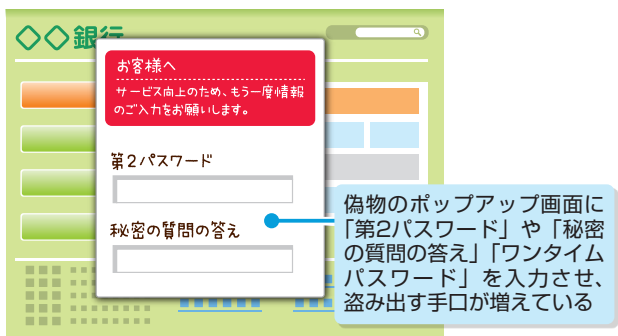 ◇◇銀行
お客様へ
サービス向上のため、もう一度情報
のご入力をお願いします。
第2パスワード
秘密の質問の答え
偽物のポップアップ画面に
「第2パスワード」や「秘密
の質問の答え」「ワンタイム
パスワード」を入力させ、
盗み出す手口が増えている